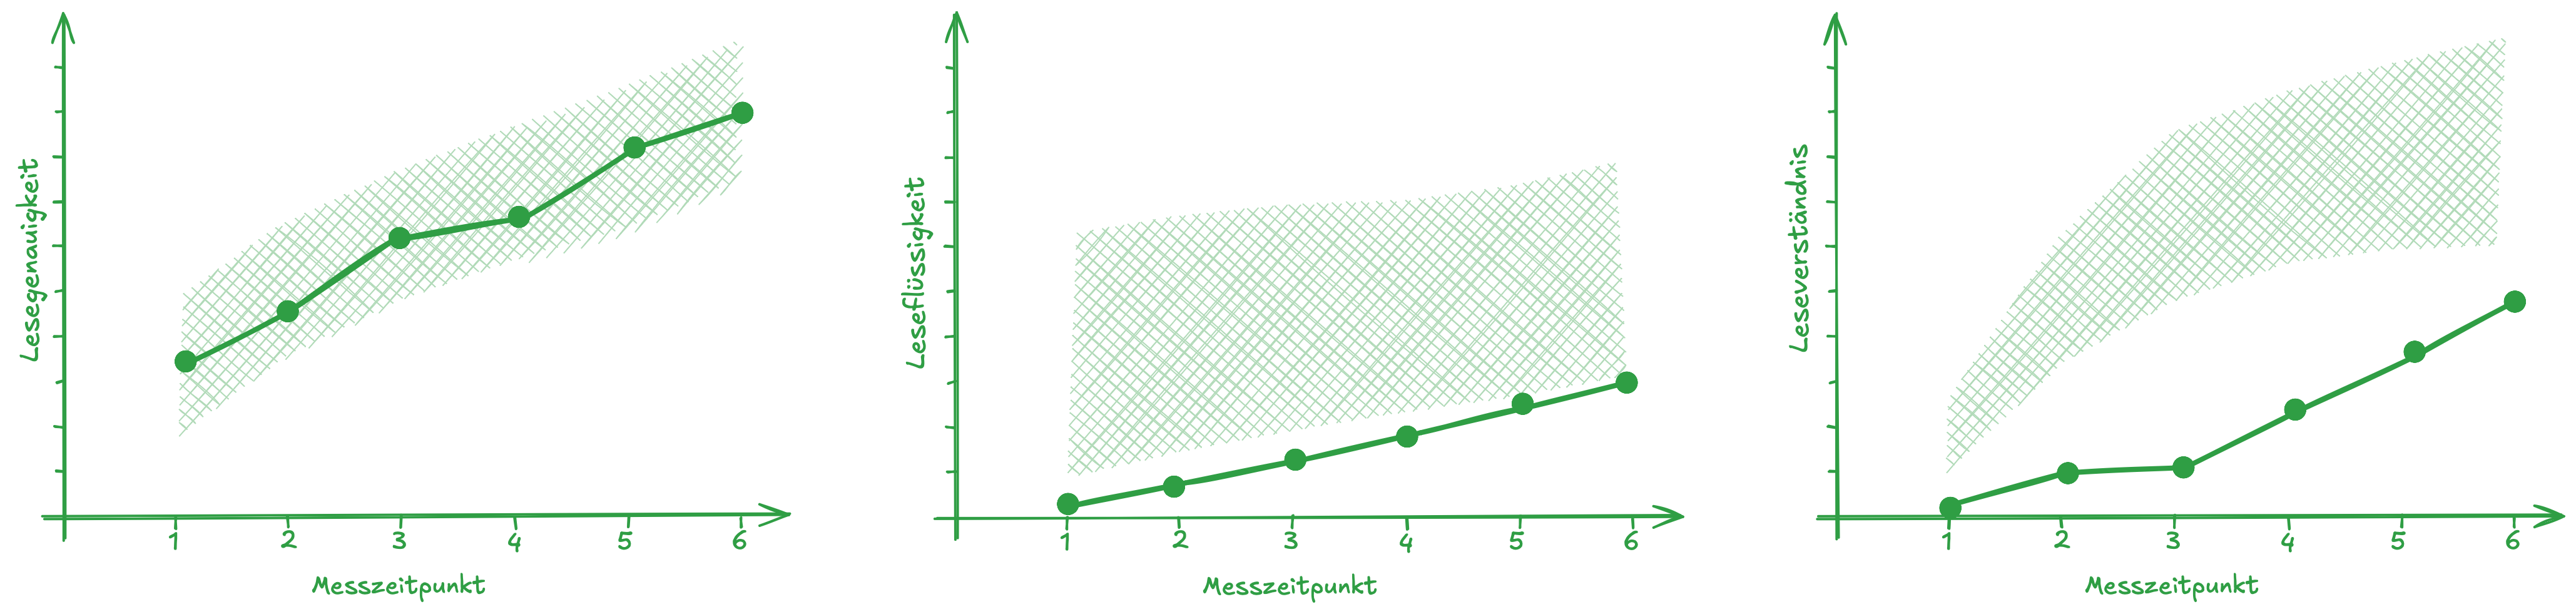 Lesegenauigkeit
1 2 3 4 5 6
Messzeitpunkt
Leseflüssigkeit
1 2 3 4 5 6
Messzeitpunkt
Leseverständnis
1 2 3 4 5 6
Messzeitpunkt